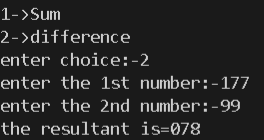 1->Sum
2->difference
enter choice:-2
enter the 1st number:-177
enter the 2nd number:-99
the resultant is=078